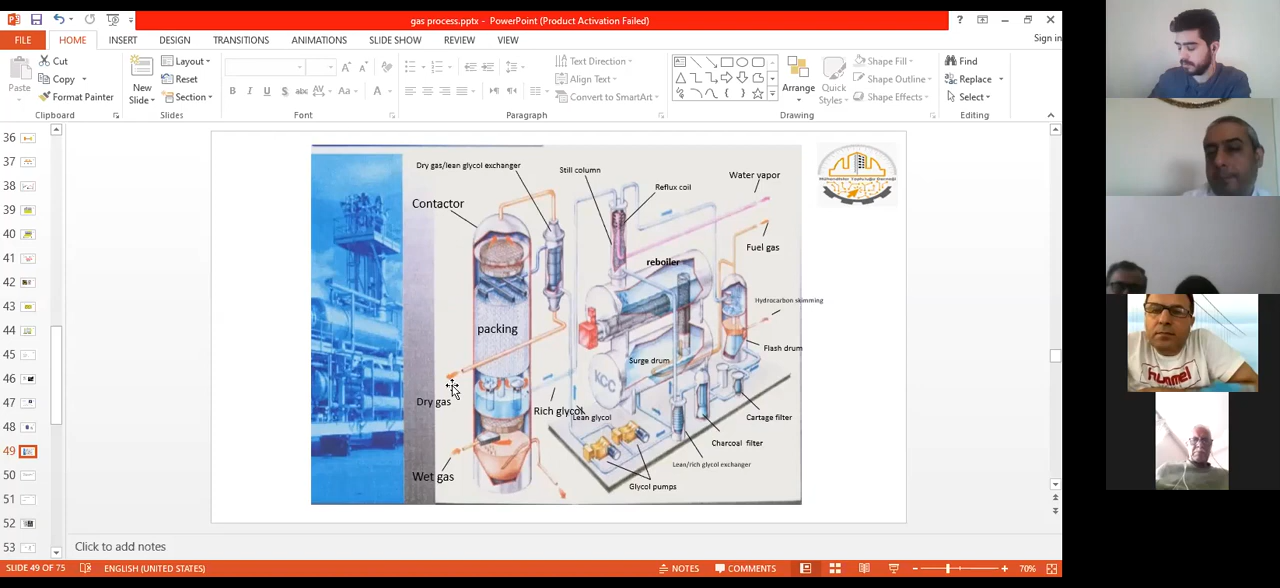 gas process.pptx - PowerPoint (Product Activation Failed)
FILE HOME INSERT DESIGN TRANSITIONS ANIMATIONS SLIDE SHOW REVIEW VIEW Sign in
Paste
Cut
Copy
Format Painter
Clipboard
New Slide
Layout
Reset
Section
Slides
Font
Text Direction
Align Text
Convert to SmartArt
Paragraph
Arrange
Quick Styles
Shape Fill
Shape Outline
Shape Effects
Drawing
Find
Replace
Select
Editing
36
37
38
39
40
41
42
43
44
45
46
47
48
49
50
51
52
53
Dry gas/lean glycol exchanger
Still column
Water vapor
Reflux coil
Contactor
Fuel gas
reboiler
Hydrocarbon skimming
packing
Flash drum
Surge drum
KCC
Dry gas
Rich glycol
Lean glycol
Cartage filter
Charcoal filter
Lean/rich glycol exchanger
Wet gas
Glycol pumps
Click to add notes
SLIDE 49 OF 75 ENGLISH (UNITED STATES) NOTES COMMENTS 70%
hummel